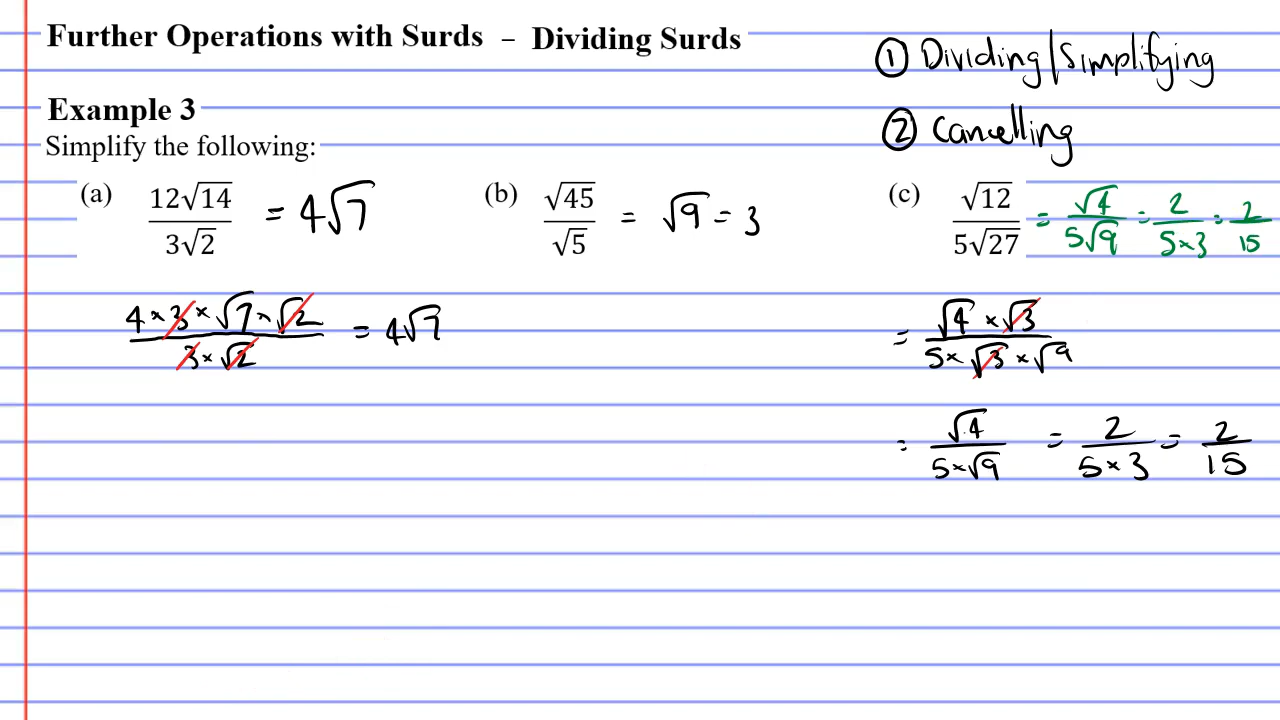 Further Operations with Surds – Dividing Surds
① Dividing/Simplifying
② Cancelling
Example 3
Simplify the following:
(a) 12√14 / 3√2 = 4√7
(b) √45 / √5 = √9 = 3
(c) √12 / 5√27 = √4 / 5√9 = 2 / 5×3 = 2 / 15
4 × 3 × √7 × √2 / 3 × √2 = 4√7
= √4 × √3 / 5 × √3 × √9
= √4 / 5×√9 = 2 / 5×3 = 2 / 15